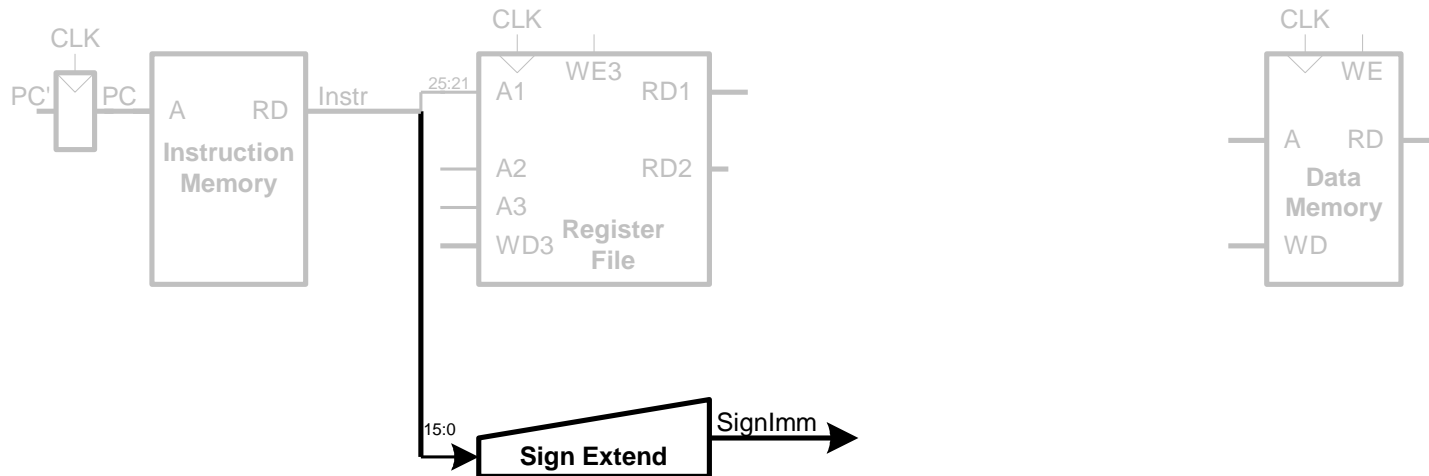 CLK
CLK
CLK
PC'
PC
A
RD
Instruction
Memory
Instr
25:21
A1
WE3
RD1
A2
RD2
A3
WD3
Register
File
WE
A
RD
Data
Memory
WD
15:0
Sign Extend
SignImm